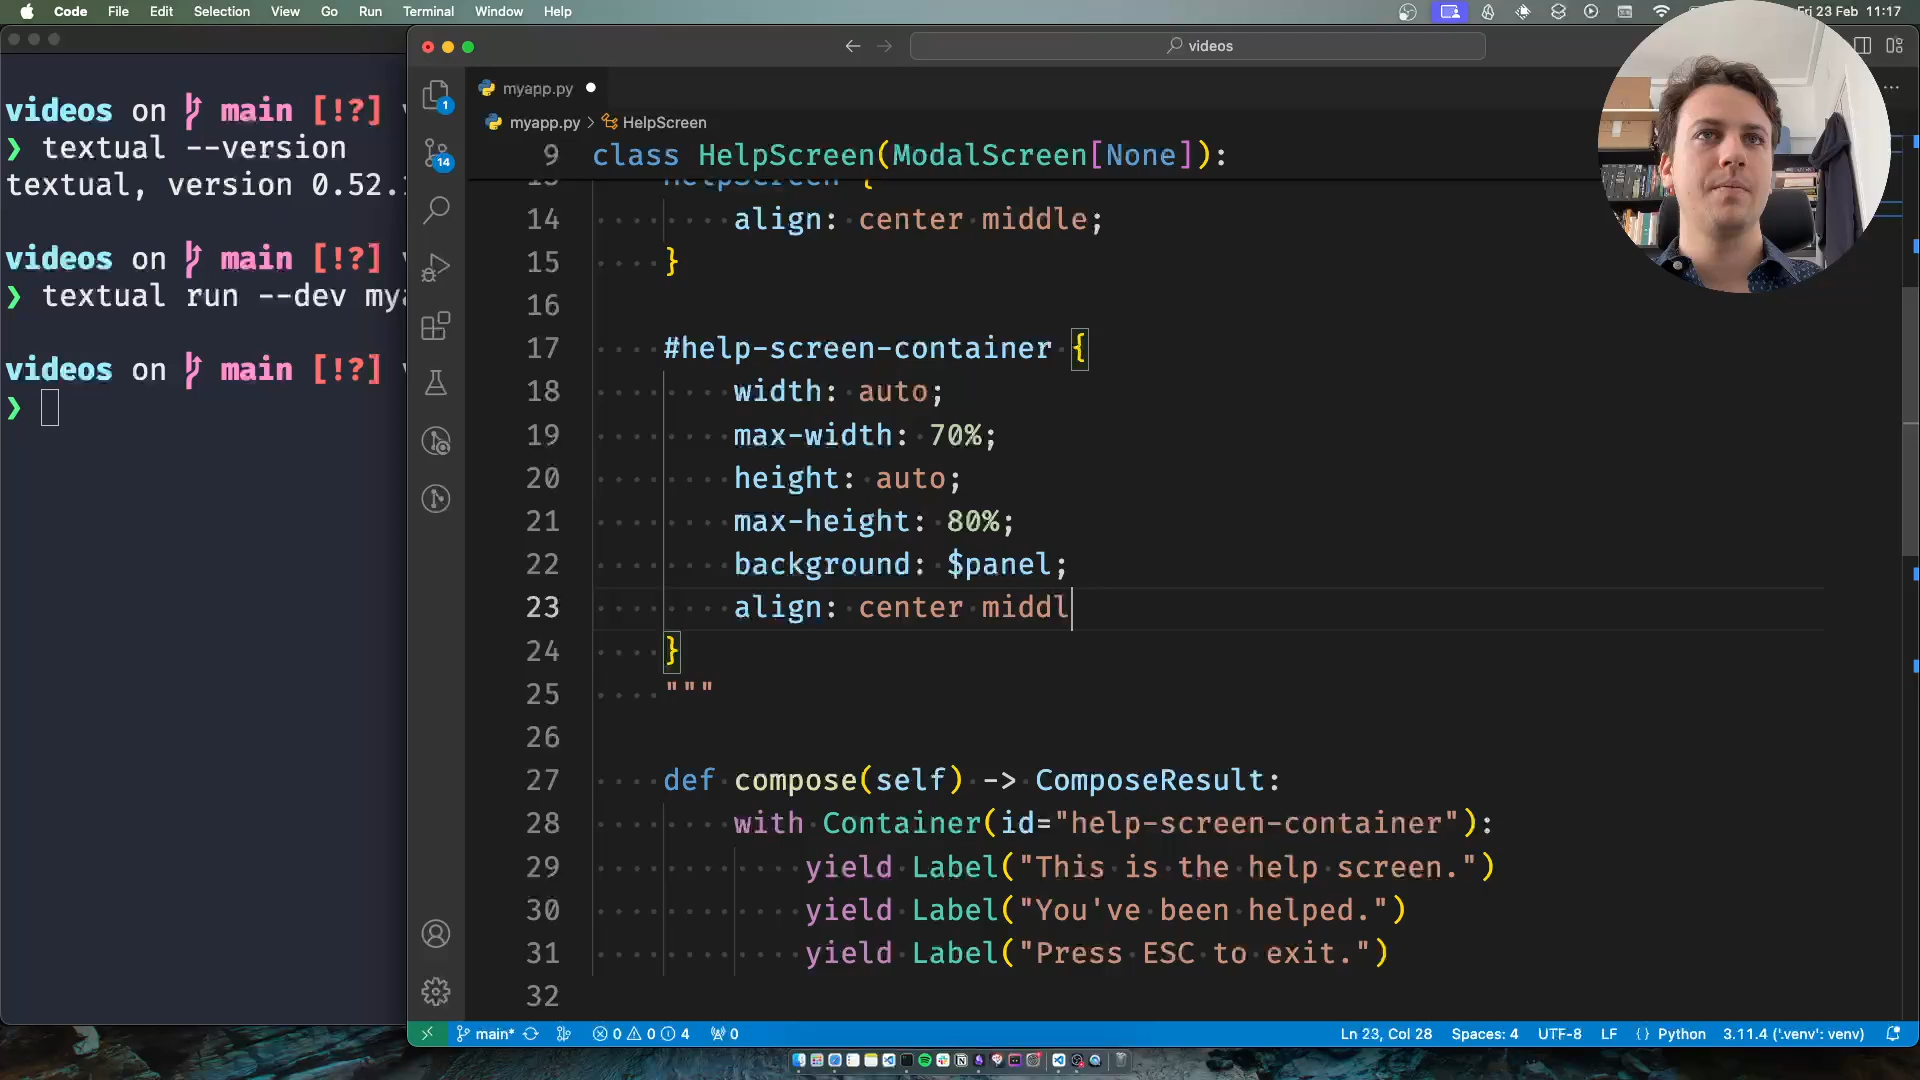 Code File Edit Selection View Go Run Terminal Window Help
Fri 23 Feb 11:17
videos on main [!?]
❯ textual --version
textual, version 0.52.
videos on main [!?]
❯ textual run --dev mya
videos on main [!?]
❯
videos
1
14
myapp.py
myapp.py > HelpScreen
9 class HelpScreen(ModalScreen[None]):
HelpScreen {
14 align: center middle;
15 }
16
17 #help-screen-container {
18 width: auto;
19 max-width: 70%;
20 height: auto;
21 max-height: 80%;
22 background: $panel;
23 align: center middl
24 }
25 """
26
27 def compose(self) -> ComposeResult:
28 with Container(id="help-screen-container"):
29 yield Label("This is the help screen.")
30 yield Label("You've been helped.")
31 yield Label("Press ESC to exit.")
32
main* 0 0 4 0 Ln 23, Col 28 Spaces: 4 UTF-8 LF { } Python 3.11.4 ('.venv': venv)